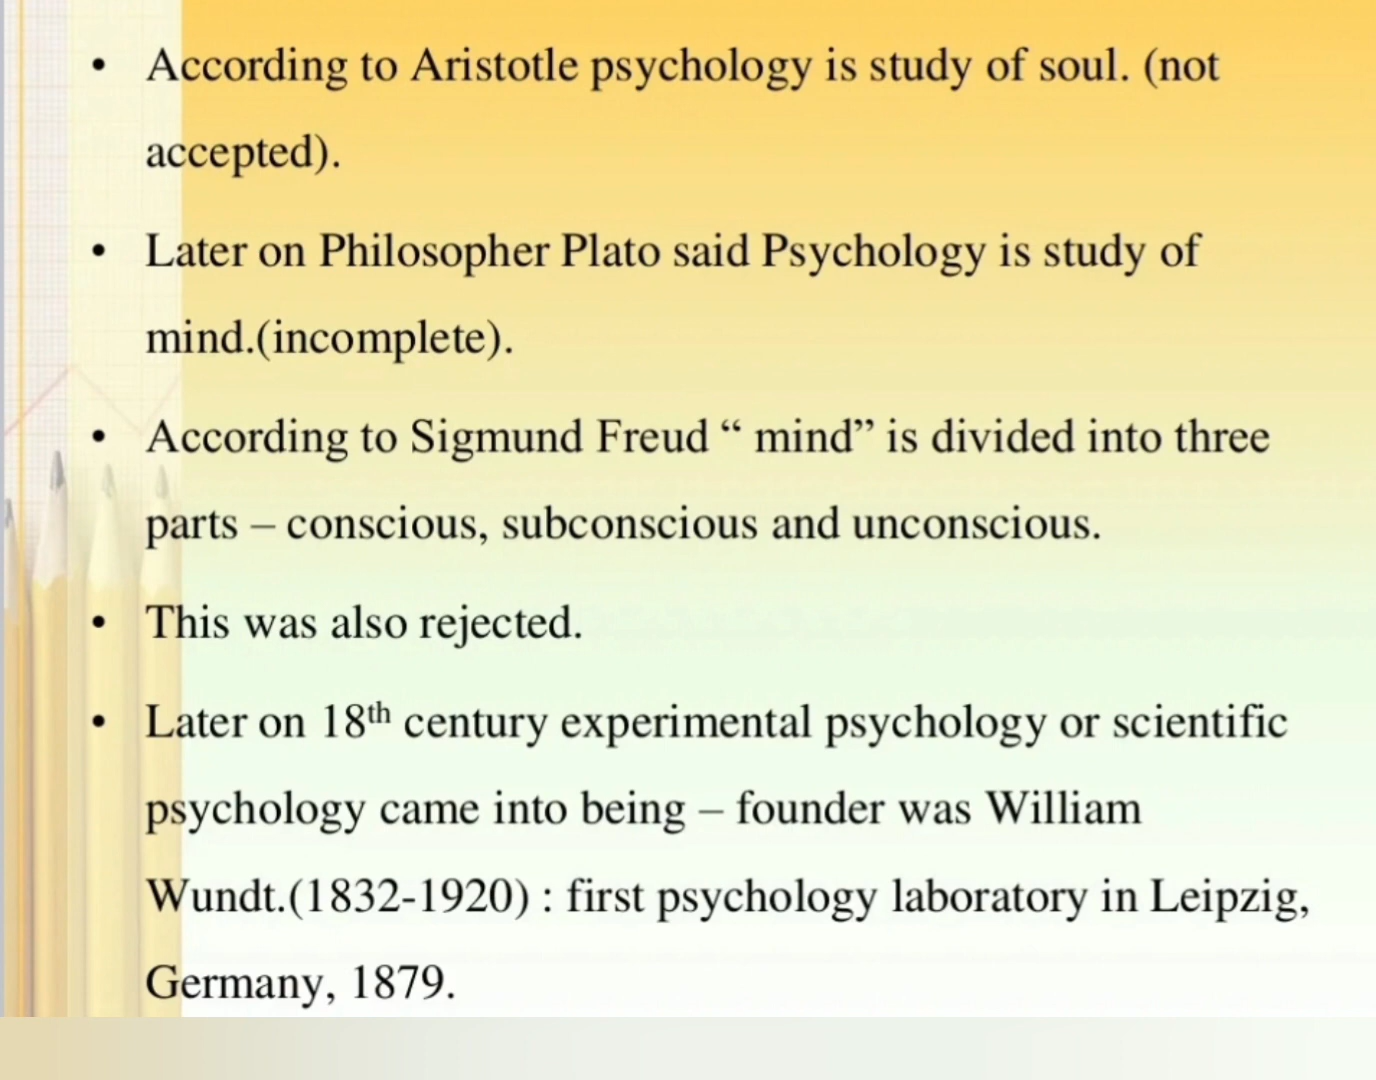 • According to Aristotle psychology is study of soul. (not
accepted).
• Later on Philosopher Plato said Psychology is study of
mind.(incomplete).
• According to Sigmund Freud “ mind” is divided into three
parts – conscious, subconscious and unconscious.
• This was also rejected.
• Later on 18th century experimental psychology or scientific
psychology came into being – founder was William
Wundt.(1832-1920) : first psychology laboratory in Leipzig,
Germany, 1879.